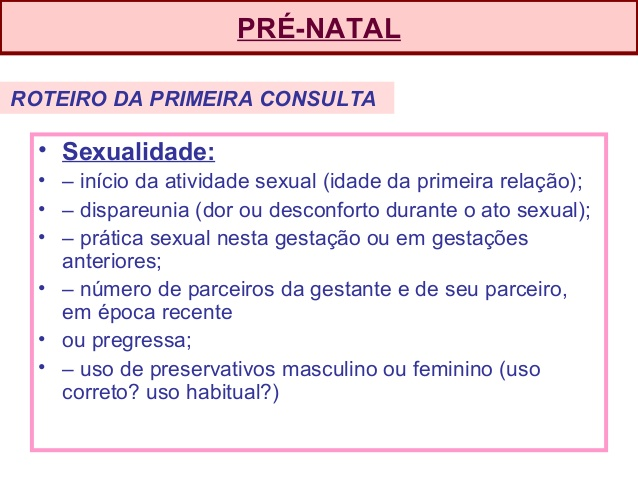 PRÉ-NATAL
ROTEIRO DA PRIMEIRA CONSULTA
• Sexualidade:
• – início da atividade sexual (idade da primeira relação);
• – dispareunia (dor ou desconforto durante o ato sexual);
• – prática sexual nesta gestação ou em gestações
anteriores;
• – número de parceiros da gestante e de seu parceiro,
em época recente
• ou pregressa;
• – uso de preservativos masculino ou feminino (uso
correto? uso habitual?)